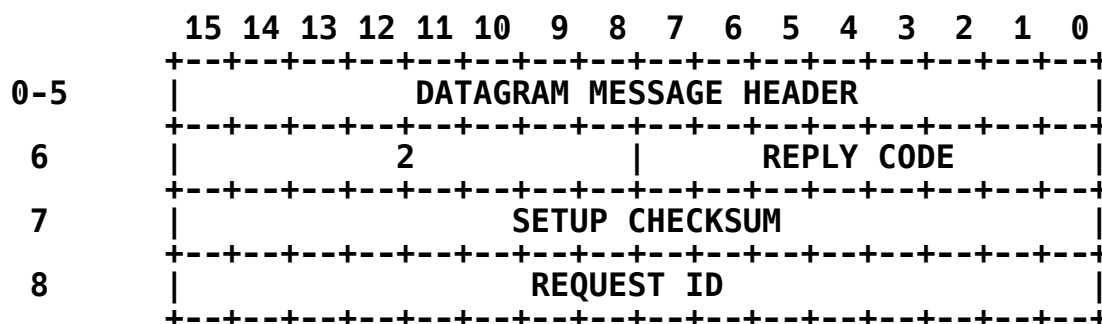 15 14 13 12 11 10 9 8 7 6 5 4 3 2 1 0
+--+--+--+--+--+--+--+--+--+--+--+--+--+--+--+--+
0-5 | DATAGRAM MESSAGE HEADER |
+--+--+--+--+--+--+--+--+--+--+--+--+--+--+--+--+
6 | 2 | REPLY CODE |
+--+--+--+--+--+--+--+--+--+--+--+--+--+--+--+--+
7 | SETUP CHECKSUM |
+--+--+--+--+--+--+--+--+--+--+--+--+--+--+--+--+
8 | REQUEST ID |
+--+--+--+--+--+--+--+--+--+--+--+--+--+--+--+--+